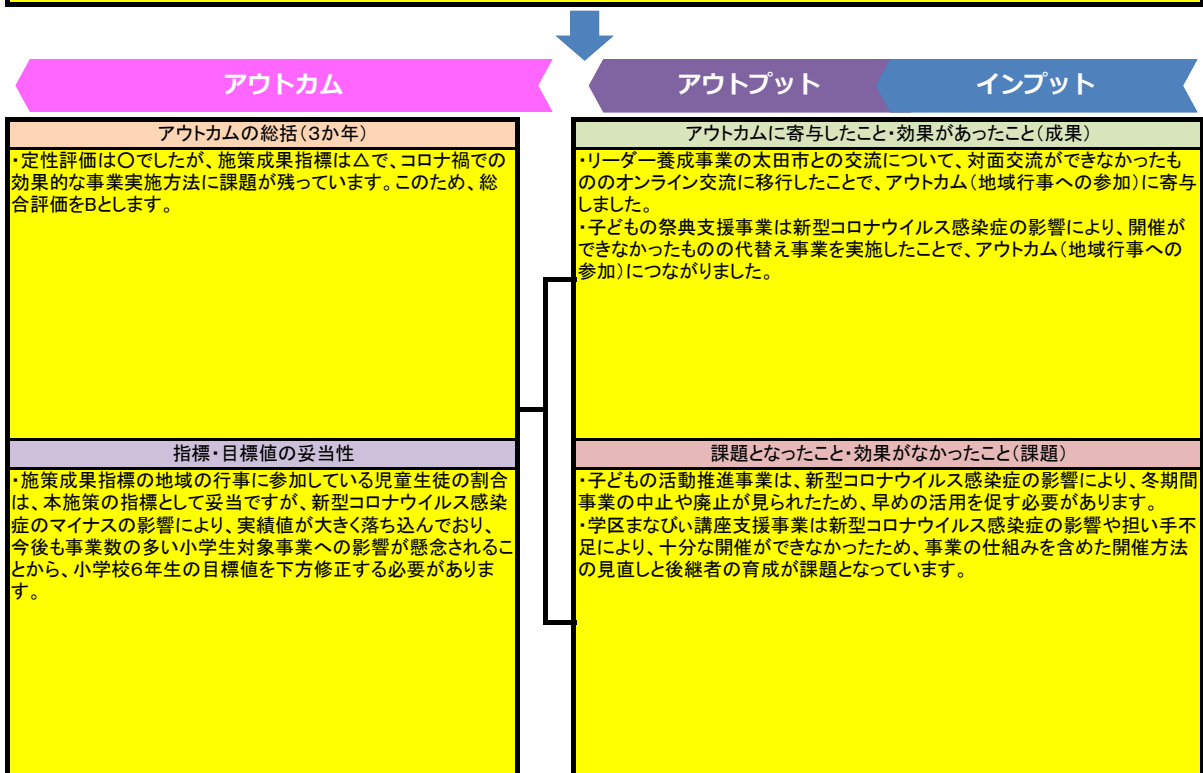 アウトカム
アウトプット
インプット
アウトカムの総括(3か年)
・定性評価は〇でしたが、施策成果指標は△で、コロナ禍での
効果的な事業実施方法に課題が残っています。このため、総
合評価をBとします。
指標・目標値の妥当性
・施策成果指標の地域の行事に参加している児童生徒の割合
は、本施策の指標として妥当ですが、新型コロナウイルス感染
症のマイナスの影響により、実績値が大きく落ち込んでおり、
今後も事業数の多い小学生対象事業への影響が懸念されるこ
とから、小学校6年生の目標値を下方修正する必要がありま
す。
アウトカムに寄与したこと・効果があったこと(成果)
・リーダー養成事業の太田市との交流について、対面交流ができなかったも
ののオンライン交流に移行したことで、アウトカム(地域行事への参加)に寄与
しました。
・子どもの祭典支援事業は新型コロナウイルス感染症の影響により、開催が
できなかったものの代替え事業を実施したことで、アウトカム(地域行事への
参加)につながりました。
課題となったこと・効果がなかったこと(課題)
・子どもの活動推進事業は、新型コロナウイルス感染症の影響により、冬期間
事業の中止や廃止が見られたため、早めの活用を促す必要があります。
・学区まなびぃ講座支援事業は新型コロナウイルス感染症の影響や担い手不
足により、十分な開催ができなかったため、事業の仕組みを含めた開催方法
の見直しと後継者の育成が課題となっています。